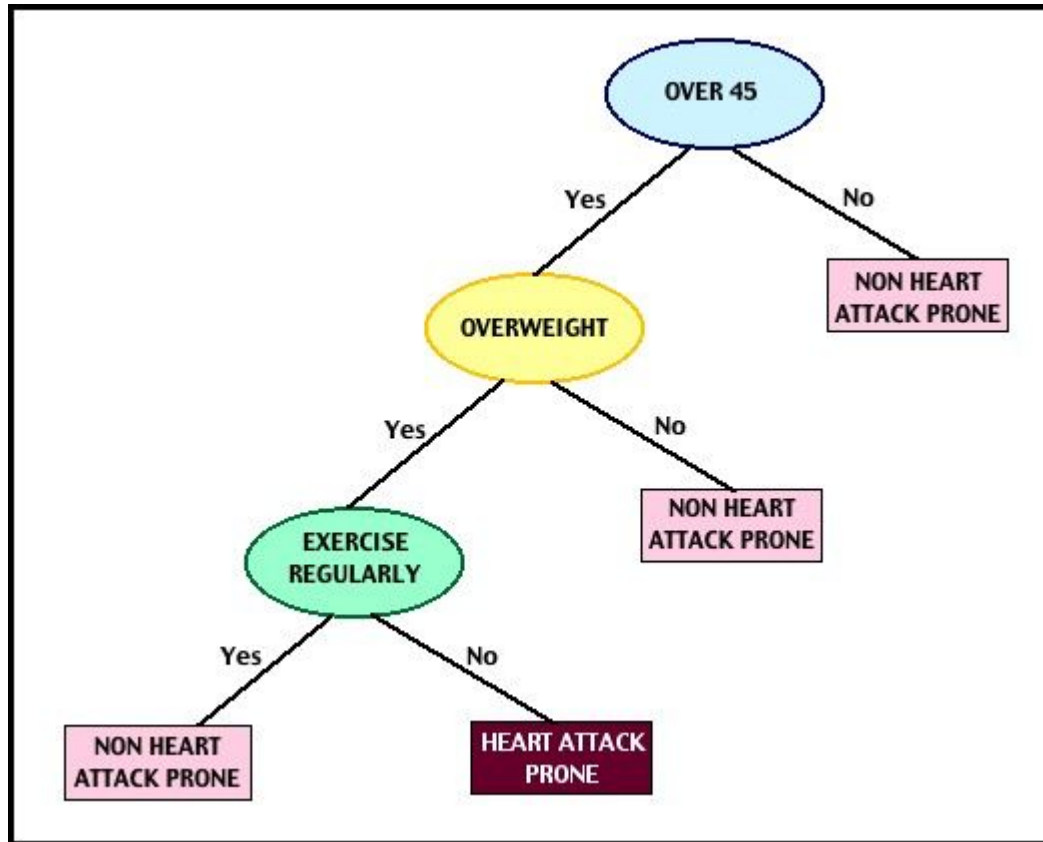 OVER 45
Yes
No
NON HEART
ATTACK PRONE
OVERWEIGHT
Yes
No
NON HEART
ATTACK PRONE
EXERCISE
REGULARLY
Yes
No
NON HEART
ATTACK PRONE
HEART ATTACK
PRONE